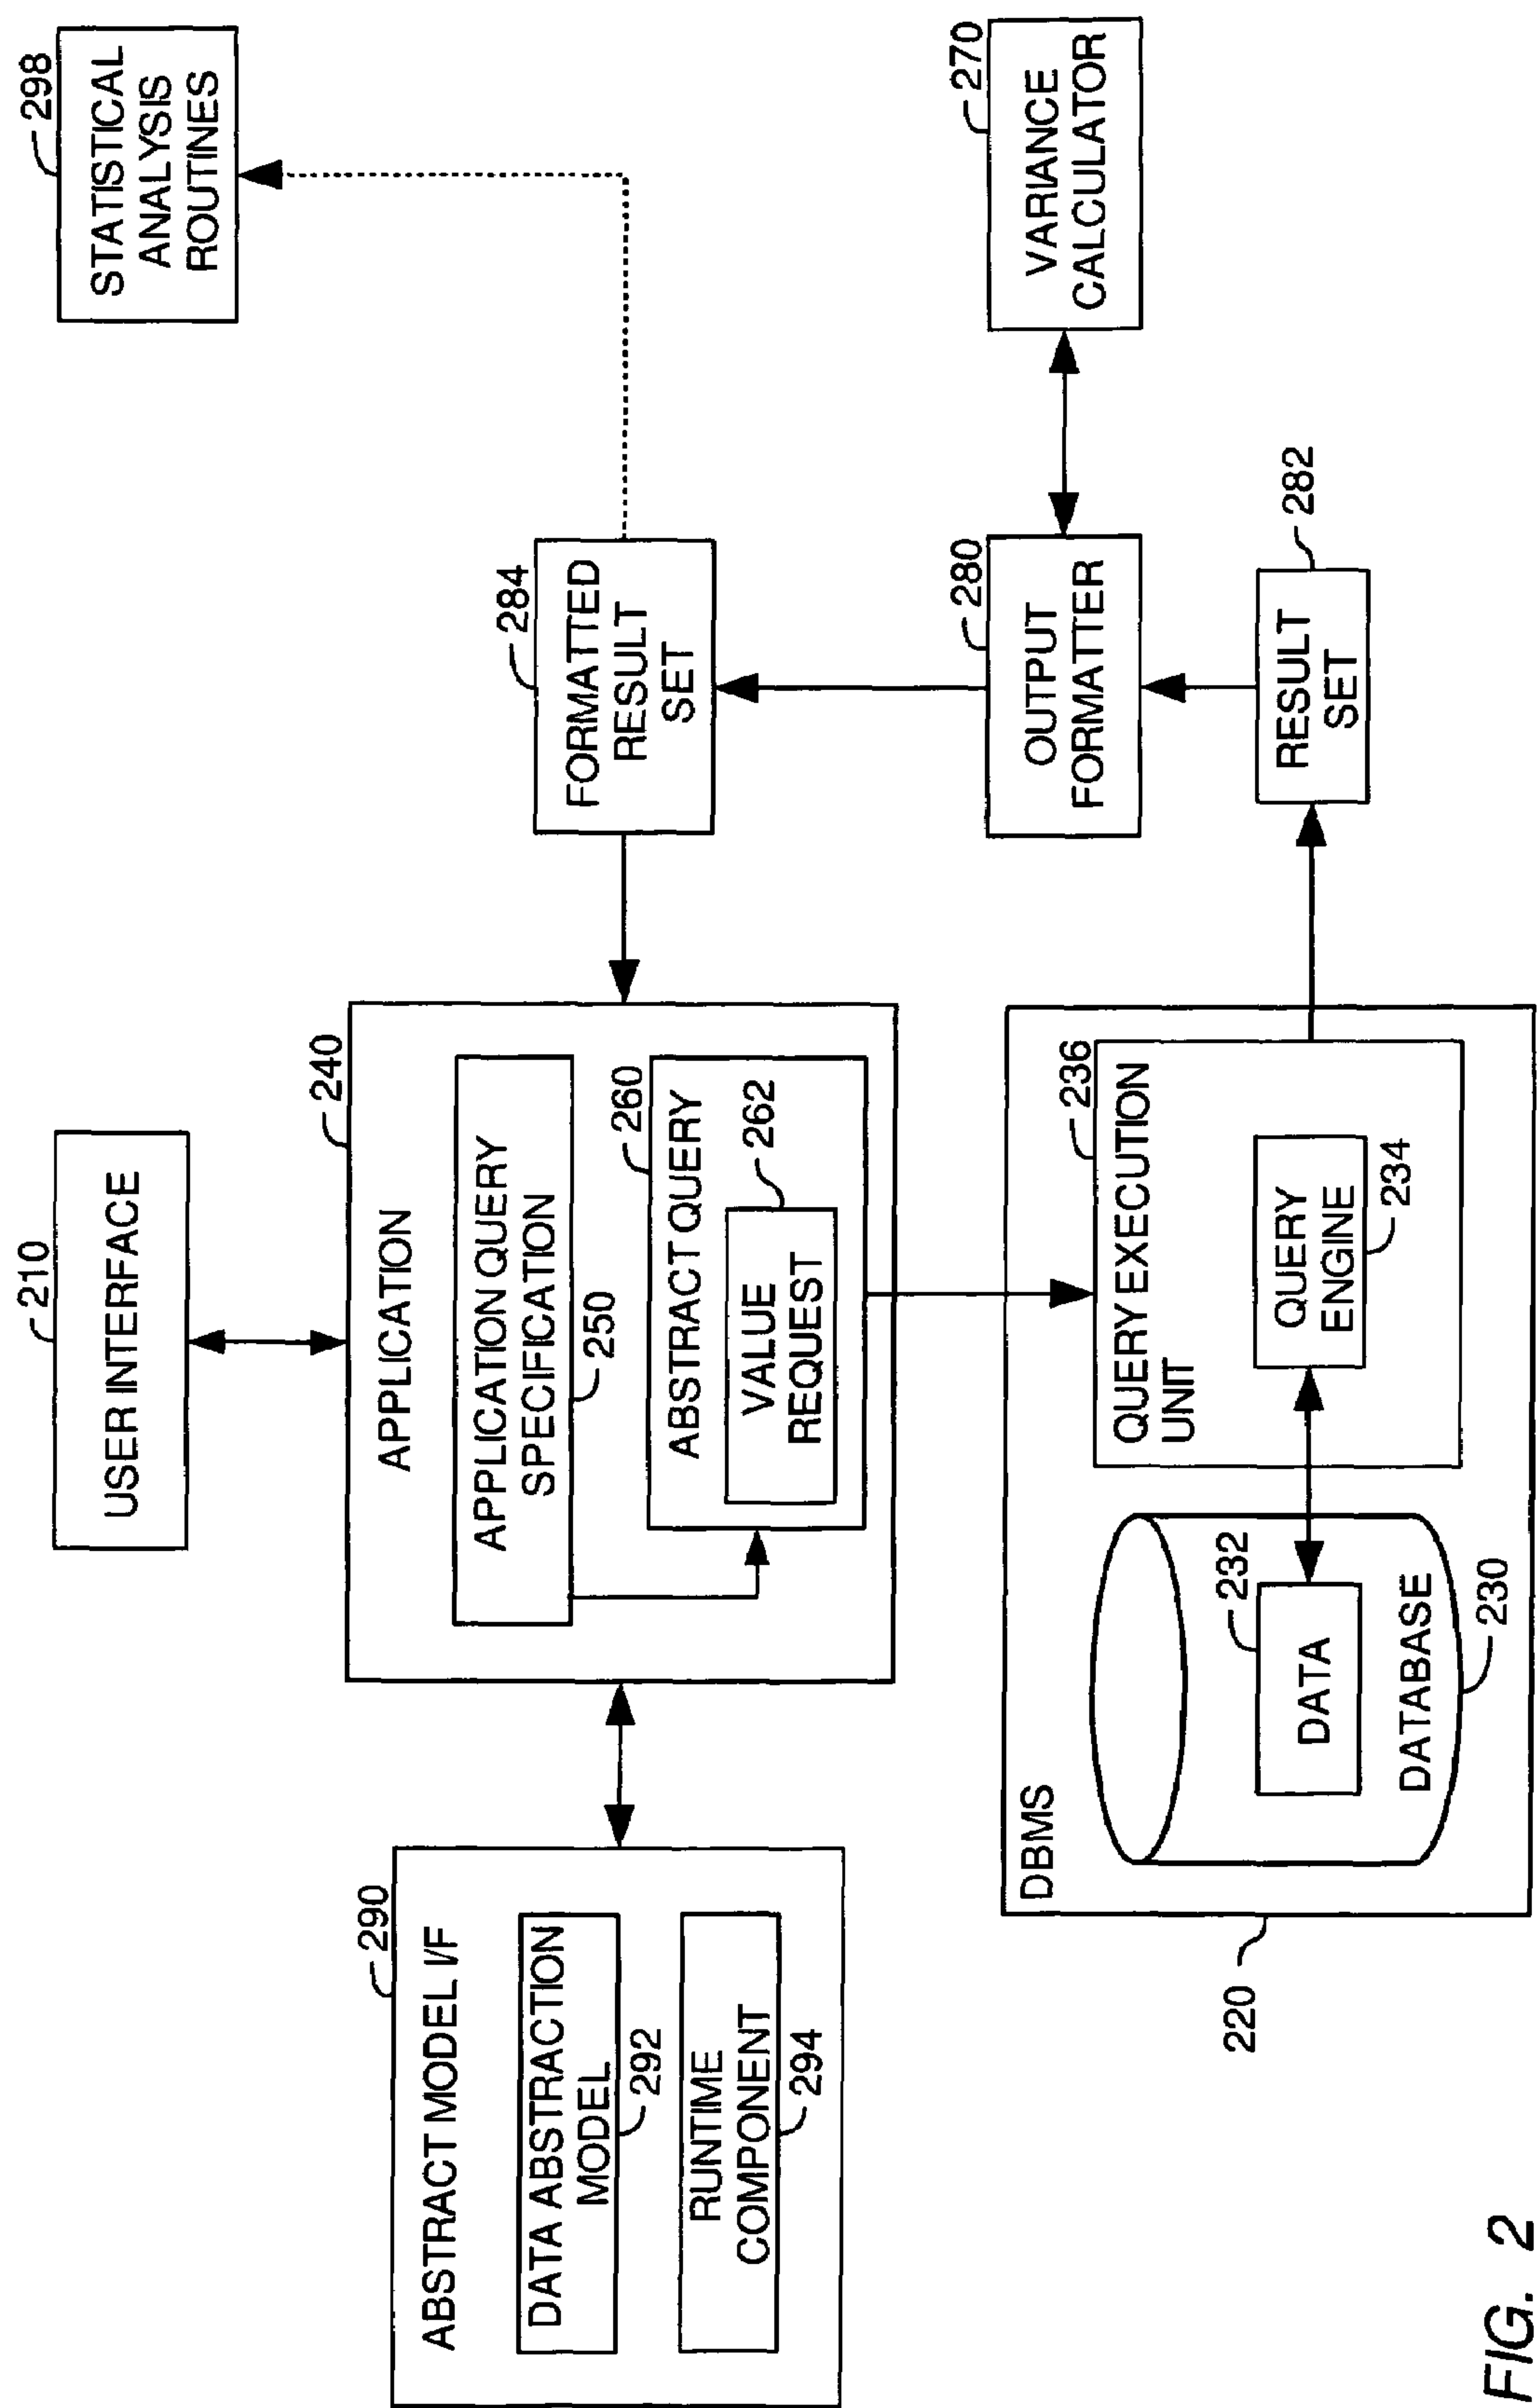 210
USER INTERFACE
298
STATISTICAL
ANALYSIS
ROUTINES
290
ABSTRACT MODEL I/F
DATA ABSTRACTION
MODEL
292
RUNTIME
COMPONENT
294
240
APPLICATION
APPLICATION QUERY
SPECIFICATION
250
260
ABSTRACT QUERY
262
VALUE
REQUEST
284
FORMATTED
RESULT
SET
280
OUTPUT
FORMATTER
270
VARIANCE
CALCULATOR
220
DBMS
232
DATA
DATABASE
230
236
QUERY EXECUTION
UNIT
QUERY
ENGINE
234
RESULT
SET
282
FIG. 2